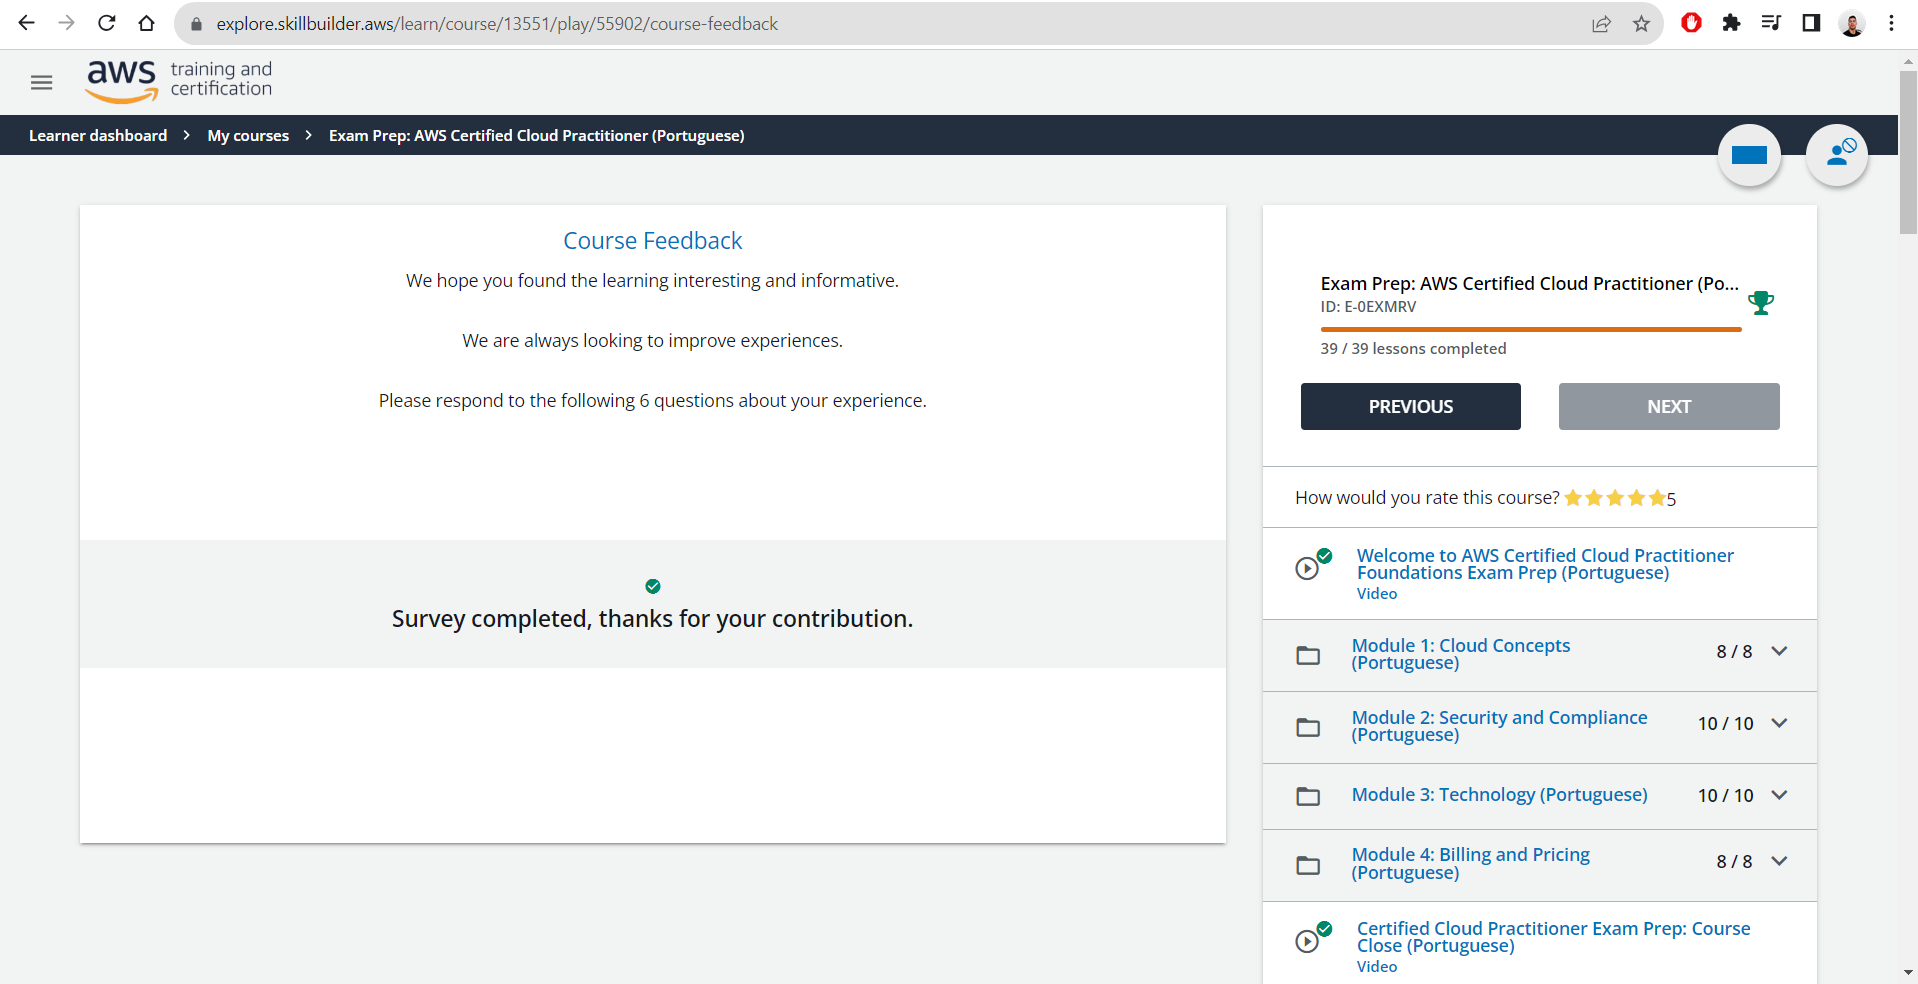 explore.skillbuilder.aws/learn/course/13551/play/55902/course-feedback
aws training and
certification
Learner dashboard > My courses > Exam Prep: AWS Certified Cloud Practitioner (Portuguese)
Course Feedback
We hope you found the learning interesting and informative.
We are always looking to improve experiences.
Please respond to the following 6 questions about your experience.
Survey completed, thanks for your contribution.
Exam Prep: AWS Certified Cloud Practitioner (Po...
ID: E-0EXMRV
39 / 39 lessons completed
PREVIOUS
NEXT
How would you rate this course? 5
Welcome to AWS Certified Cloud Practitioner
Foundations Exam Prep (Portuguese)
Video
Module 1: Cloud Concepts
(Portuguese)
8 / 8
Module 2: Security and Compliance
(Portuguese)
10 / 10
Module 3: Technology (Portuguese)
10 / 10
Module 4: Billing and Pricing
(Portuguese)
8 / 8
Certified Cloud Practitioner Exam Prep: Course
Close (Portuguese)
Video